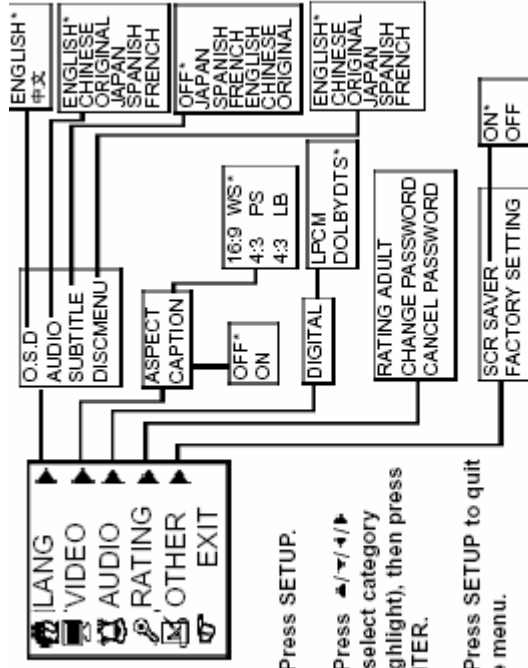 LANG
VIDEO
AUDIO
RATING
OTHER
EXIT
O.S.D
AUDIO
SUBTITLE
DISCMENU
ENGLISH*
中文
ENGLISH*
CHINESE
ORIGINAL
JAPAN
SPANISH
FRENCH
OFF*
JAPAN
SPANISH
FRENCH
ENGLISH
CHINESE
ORIGINAL
ENGLISH*
CHINESE
ORIGINAL
JAPAN
SPANISH
FRENCH
ASPECT
CAPTION
16:9 WS*
4:3 PS
4:3 LB
OFF*
ON
DIGITAL
LPCM
DOLBYDTS*
RATING ADULT
CHANGE PASSWORD
CANCEL PASSWORD
SCR SAVER
FACTORY SETTING
ON*
OFF
Press SETUP.
Press ▲/▼/◀/▶
select category
ghlight), then press
TER.
Press SETUP to quit
e menu.